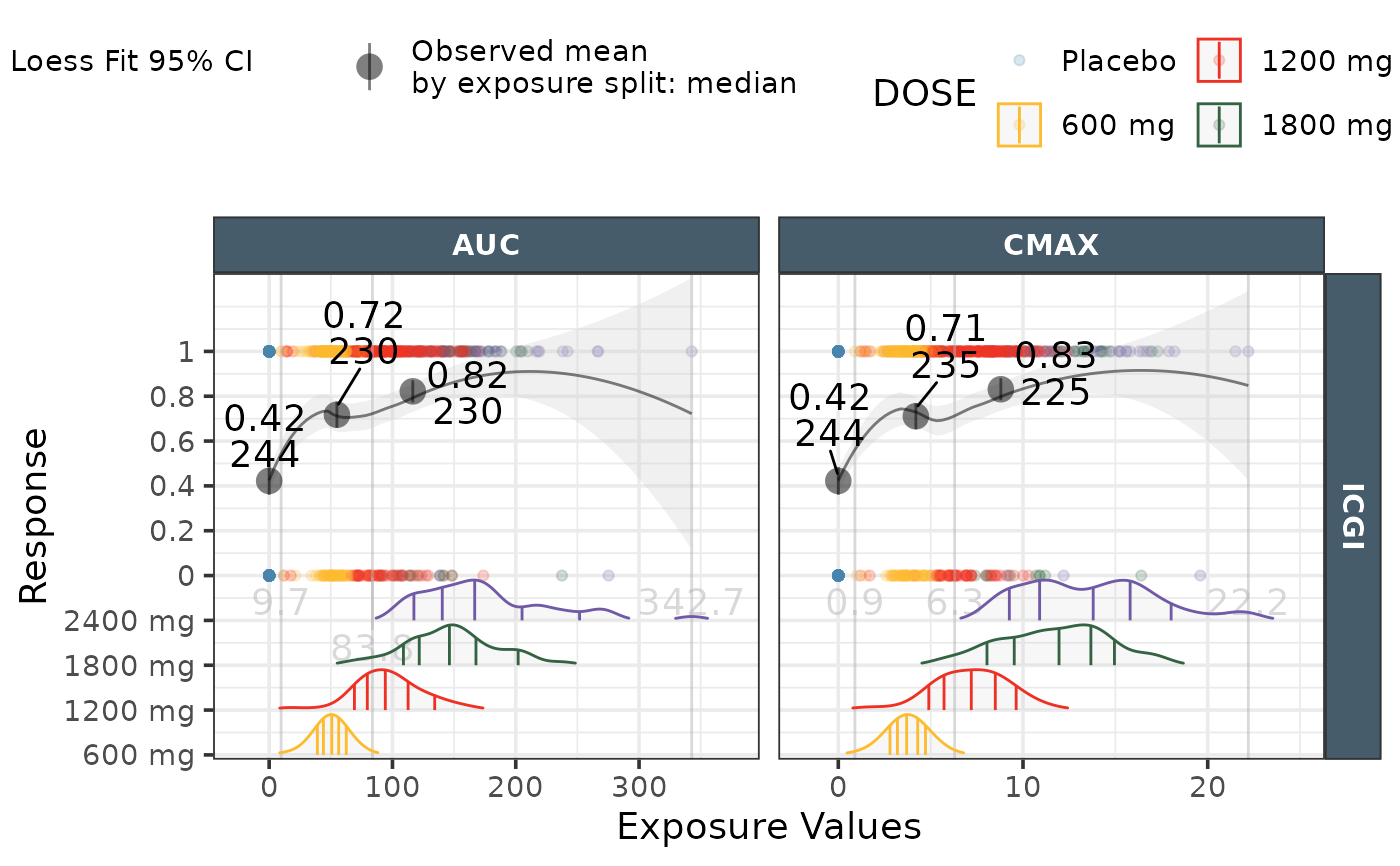 Loess Fit 95% CI
Observed mean
by exposure split: median
DOSE
Placebo
1200 mg
600 mg
1800 mg
AUC
CMAX
ICGI
Response
1
0.8
0.6
0.4
0.2
0
2400 mg
1800 mg
1200 mg
600 mg
0.42
244
0.72
230
0.82
230
9.7
83.8
342.7
0.42
244
0.71
235
0.83
225
0.9
6.3
22.2
0
100
200
300
0
10
20
Exposure Values